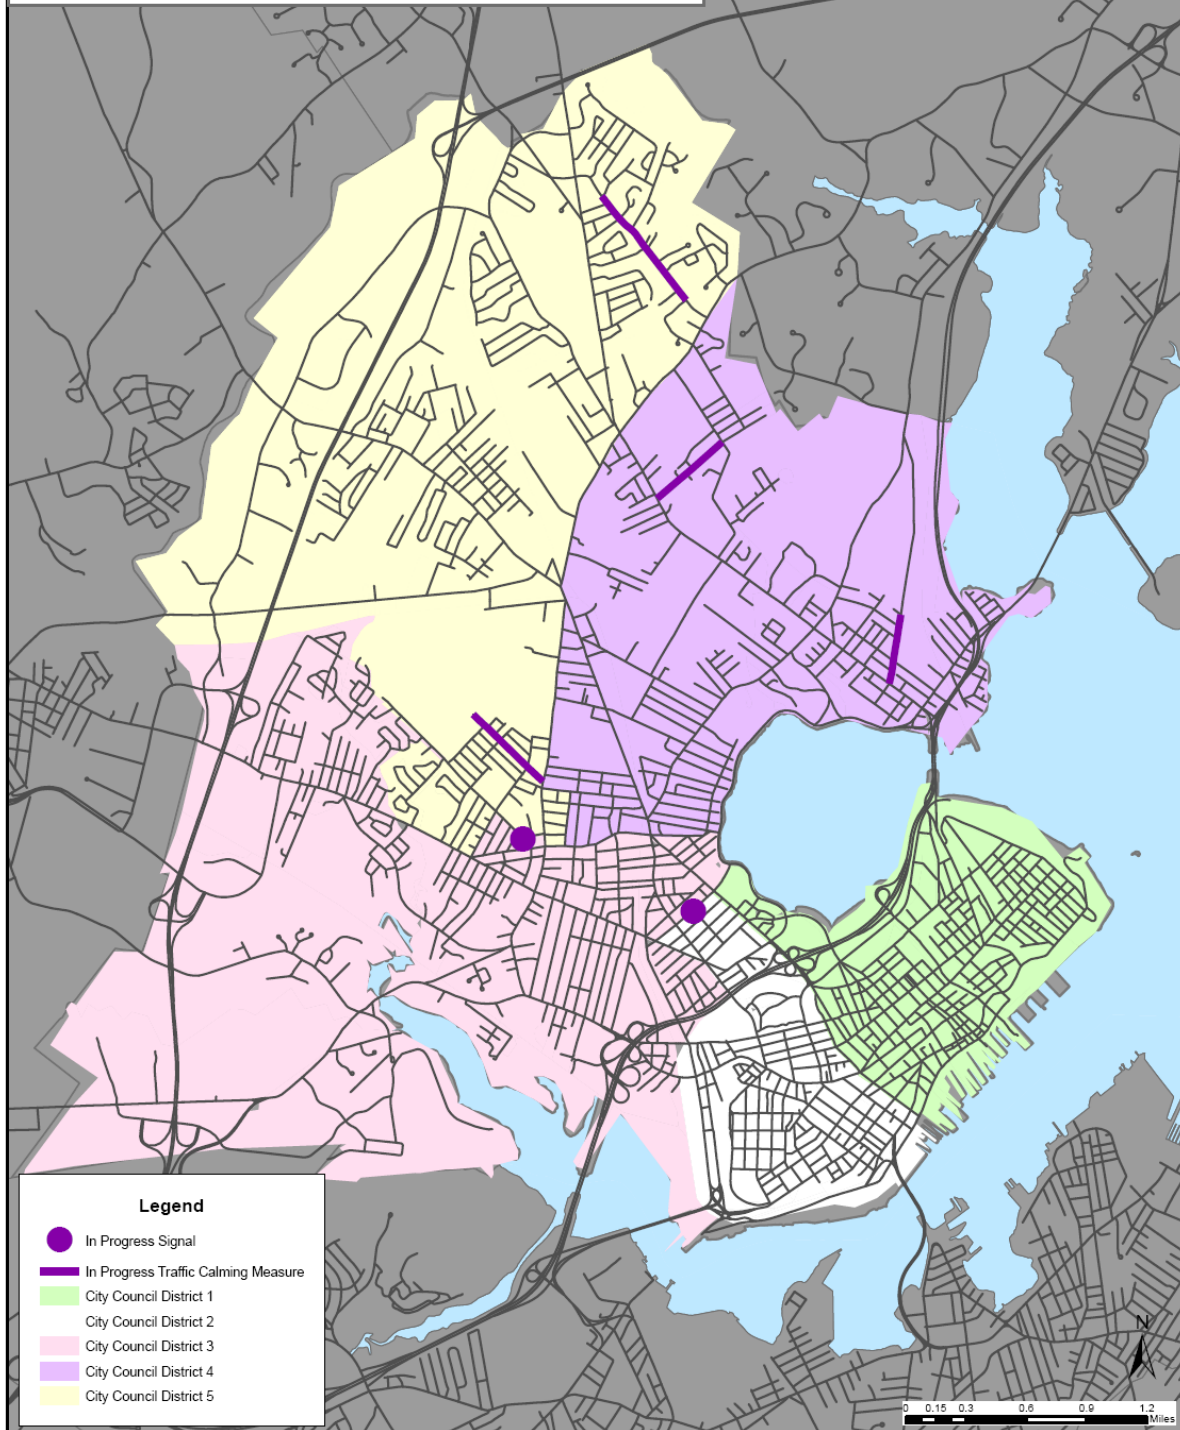 Legend
In Progress Signal
In Progress Traffic Calming Measure
City Council District 1
City Council District 2
City Council District 3
City Council District 4
City Council District 5
N
0 0.15 0.3 0.6 0.9 1.2
Miles